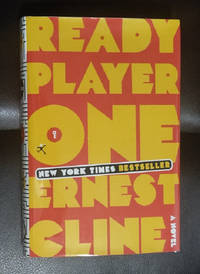 READY
PLAYER
ONE
NEW YORK TIMES BESTSELLER
ERNEST
CLINE
A NOVEL